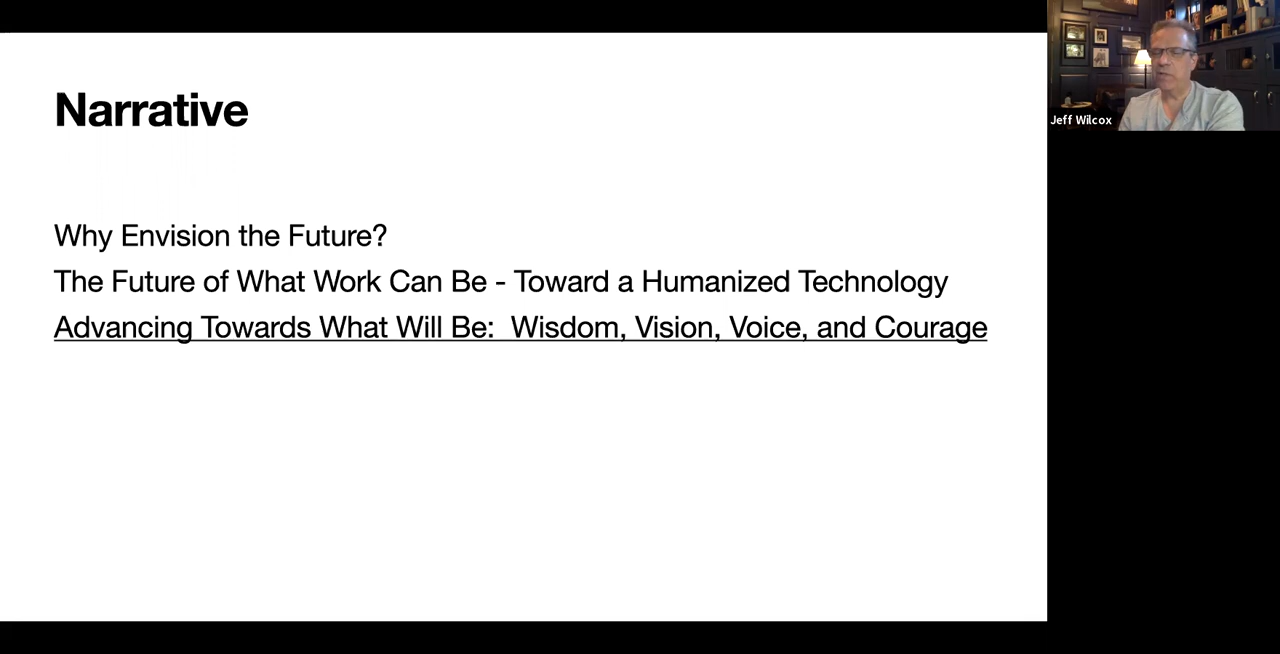 Narrative
Why Envision the Future?
The Future of What Work Can Be - Toward a Humanized Technology
Advancing Towards What Will Be:  Wisdom, Vision, Voice, and Courage
Jeff Wilcox